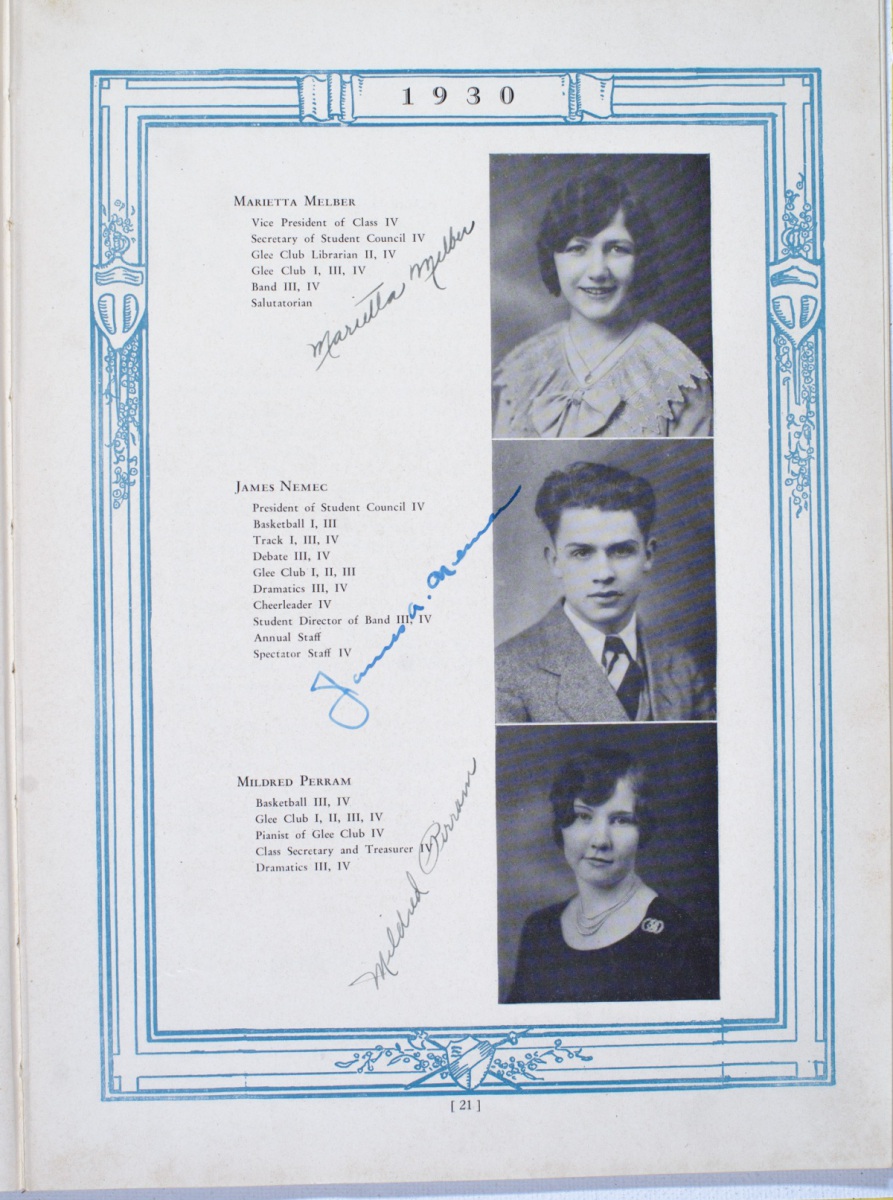 1930
MARIETTA MELBER
Vice President of Class IV
Secretary of Student Council IV
Glee Club Librarian II, IV
Glee Club I, III, IV
Band III, IV
Salutatorian
Marietta Melber
JAMES NEMEC
President of Student Council IV
Basketball I, III
Track I, III, IV
Debate III, IV
Glee Club I, II, III
Dramatics III, IV
Cheerleader IV
Student Director of Band III, IV
Annual Staff
Spectator Staff IV
James A. Nemec
MILDRED PERRAM
Basketball III, IV
Glee Club I, II, III, IV
Pianist of Glee Club IV
Class Secretary and Treasurer IV
Dramatics III, IV
Mildred Perram
[ 21 ]